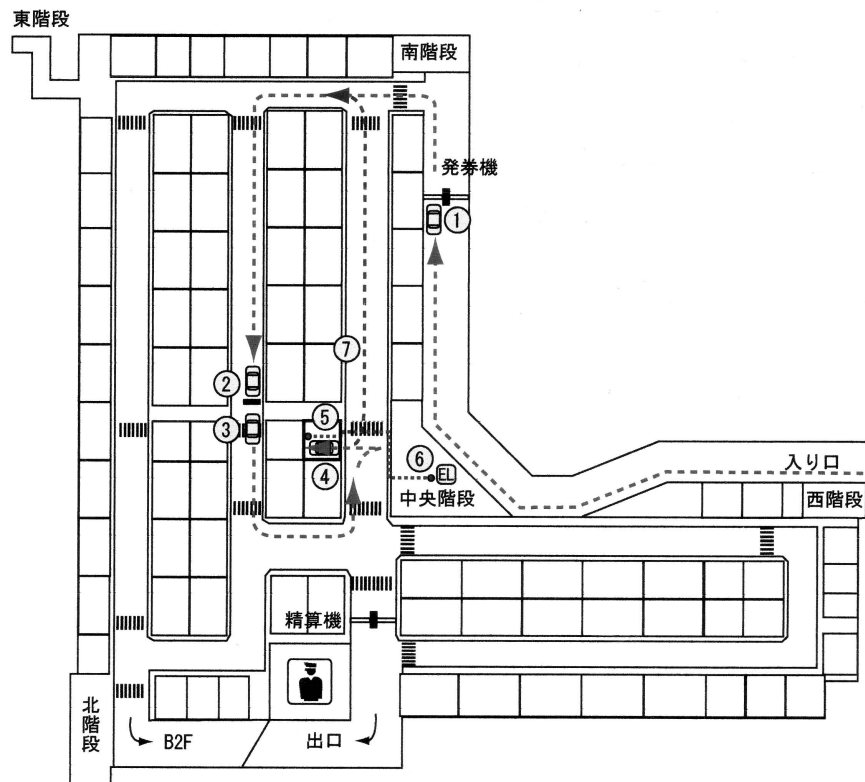 東階段
南階段
発券機
①
②
⑦
③
⑤
⑥
EL
入り口
④
中央階段
西階段
精算機
北階段
B2F
出口